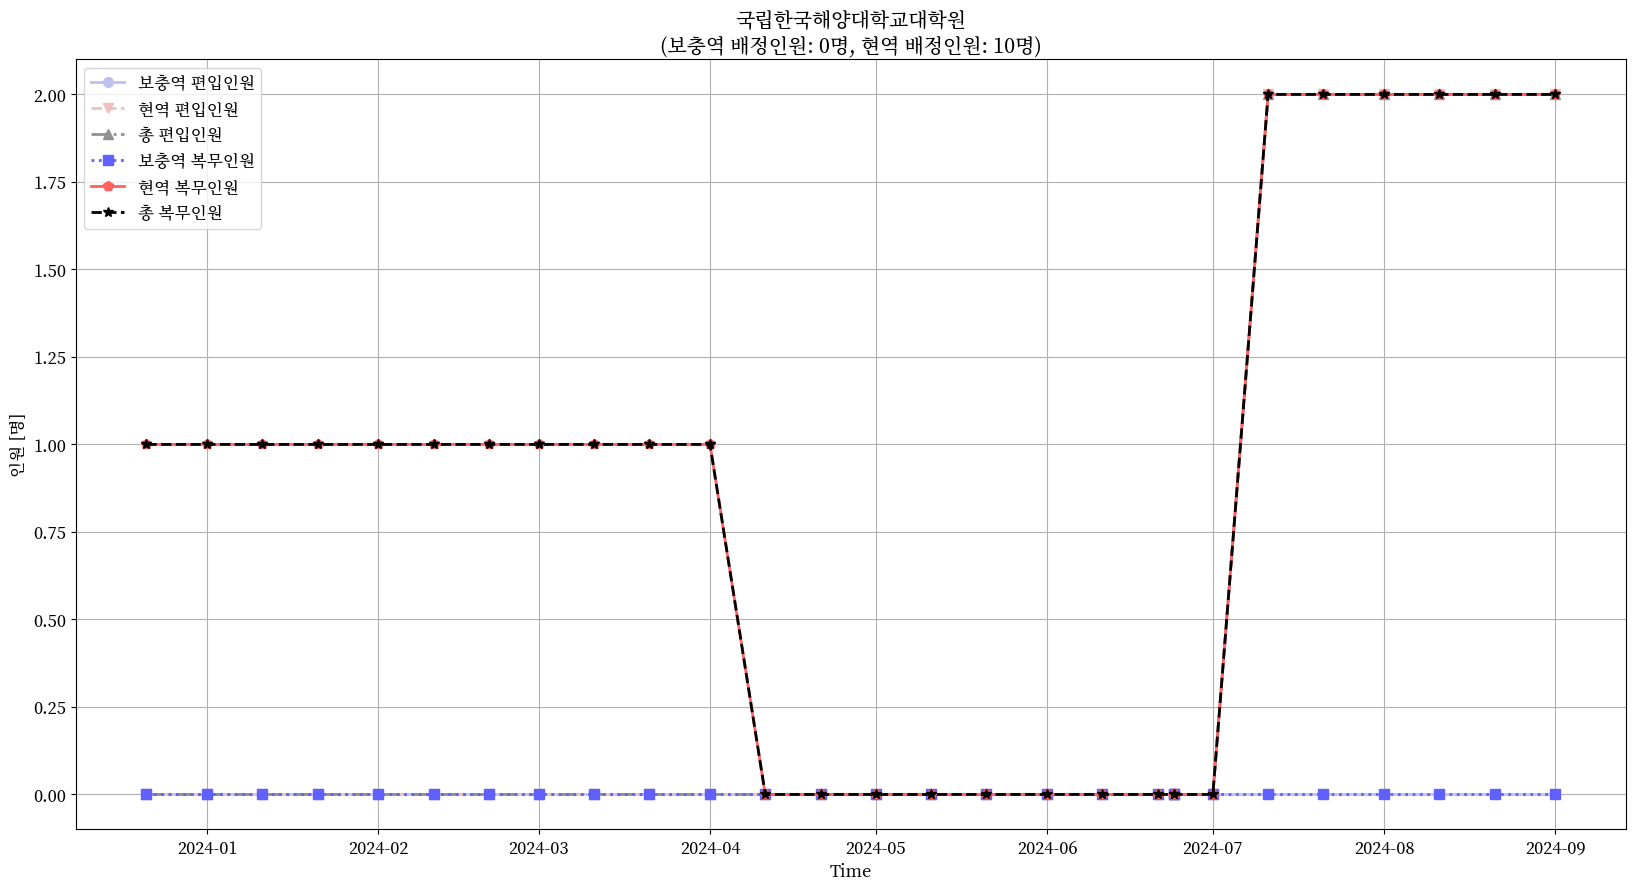 국립한국해양대학교대학원
(보충역 배정인원: 0명, 현역 배정인원: 10명)
보충역 편입인원
현역 편입인원
총 편입인원
보충역 복무인원
현역 복무인원
총 복무인원
2.00
1.75
1.50
1.25
1.00
0.75
0.50
0.25
0.00
인원 [명]
2024-01 2024-02 2024-03 2024-04 2024-05 2024-06 2024-07 2024-08 2024-09
Time